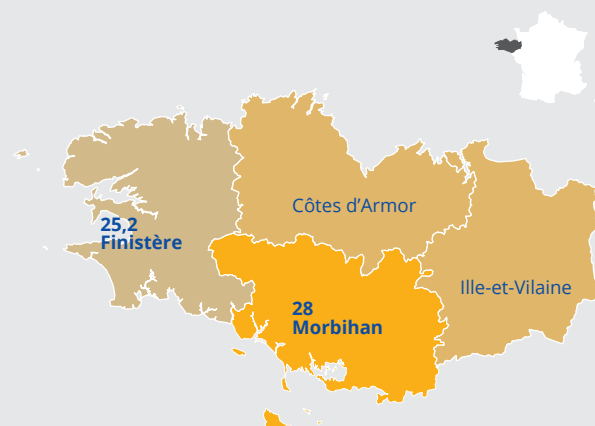 Côtes d’Armor
25,2
Finistère
Ille-et-Vilaine
28
Morbihan